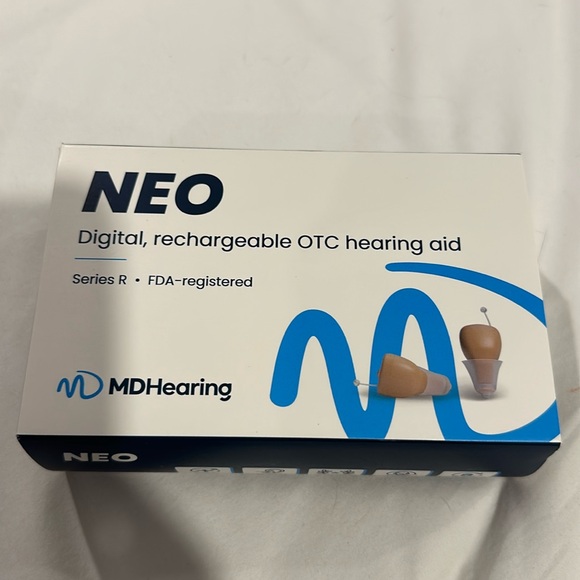 NEO
Digital, rechargeable OTC hearing aid
Series R • FDA-registered
MDHearing
NEO